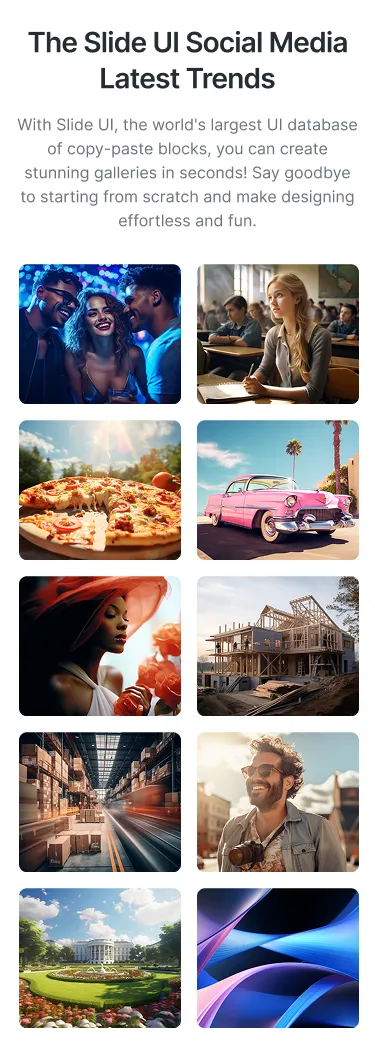 The Slide UI Social Media
Latest Trends
With Slide UI, the world's largest UI database
of copy-paste blocks, you can create
stunning galleries in seconds! Say goodbye
to starting from scratch and make designing
effortless and fun.